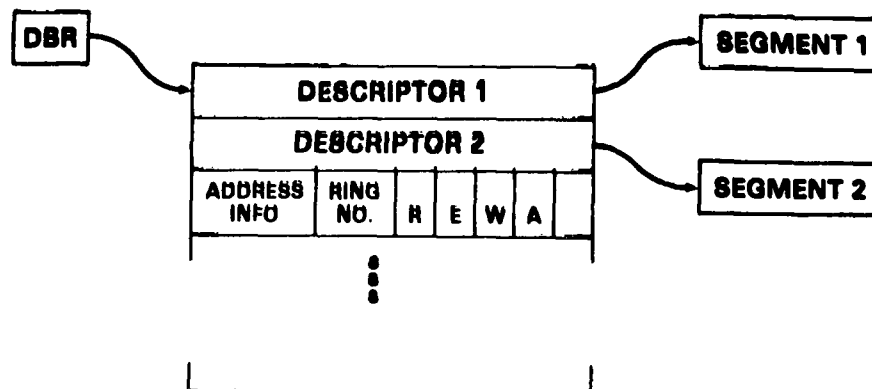 DBR
SEGMENT 1
DESCRIPTOR 1
DESCRIPTOR 2
SEGMENT 2
ADDRESS INFO
RING NO.
R
E
W
A